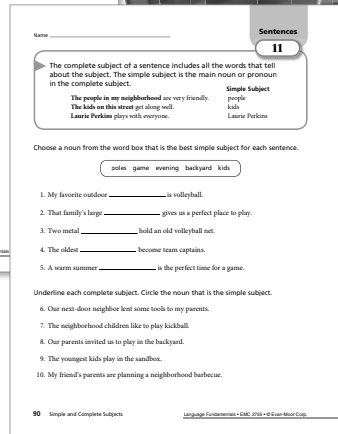 Sentences
Name
11
The complete subject of a sentence includes all the words that tell
about the subject. The simple subject is the main noun or pronoun
in the complete subject.
Simple Subject
The people in my neighborhood are very friendly. people
The kids on this street get along well. kids
Laurie Perkins plays with everyone. Laurie Perkins
Choose a noun from the word box that is the best simple subject for each sentence.
poles game evening backyard kids
1. My favorite outdoor ____________ is volleyball.
2. That family's large ____________ gives us a perfect place to play.
3. Two metal ____________ hold an old volleyball net.
4. The oldest ____________ become team captains.
5. A warm summer ____________ is the perfect time for a game.
Underline each complete subject. Circle the noun that is the simple subject.
6. Our next-door neighbor lent some tools to my parents.
7. The neighborhood children like to play kickball.
8. Our parents invited us to play in the backyard.
9. The youngest kids play in the sandbox.
10. My friend's parents are planning a neighborhood barbecue.
90 Simple and Complete Subjects Language Fundamentals • EMC 2755 • © Evan-Moor Corp.